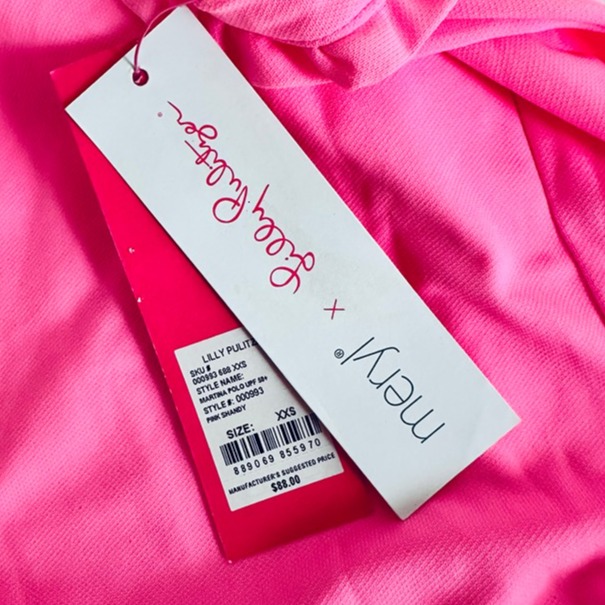 Lilly Pulitzer®
x
meryl®
LILLY PULITZ
SKU #
000993 688 XXS
STYLE NAME:
MARTINA POLO UPF 50+
STYLE #: 000993
PINK SHANDY
SIZE: XXS
889069 855970
MANUFACTURER'S SUGGESTED PRICE
$88.00